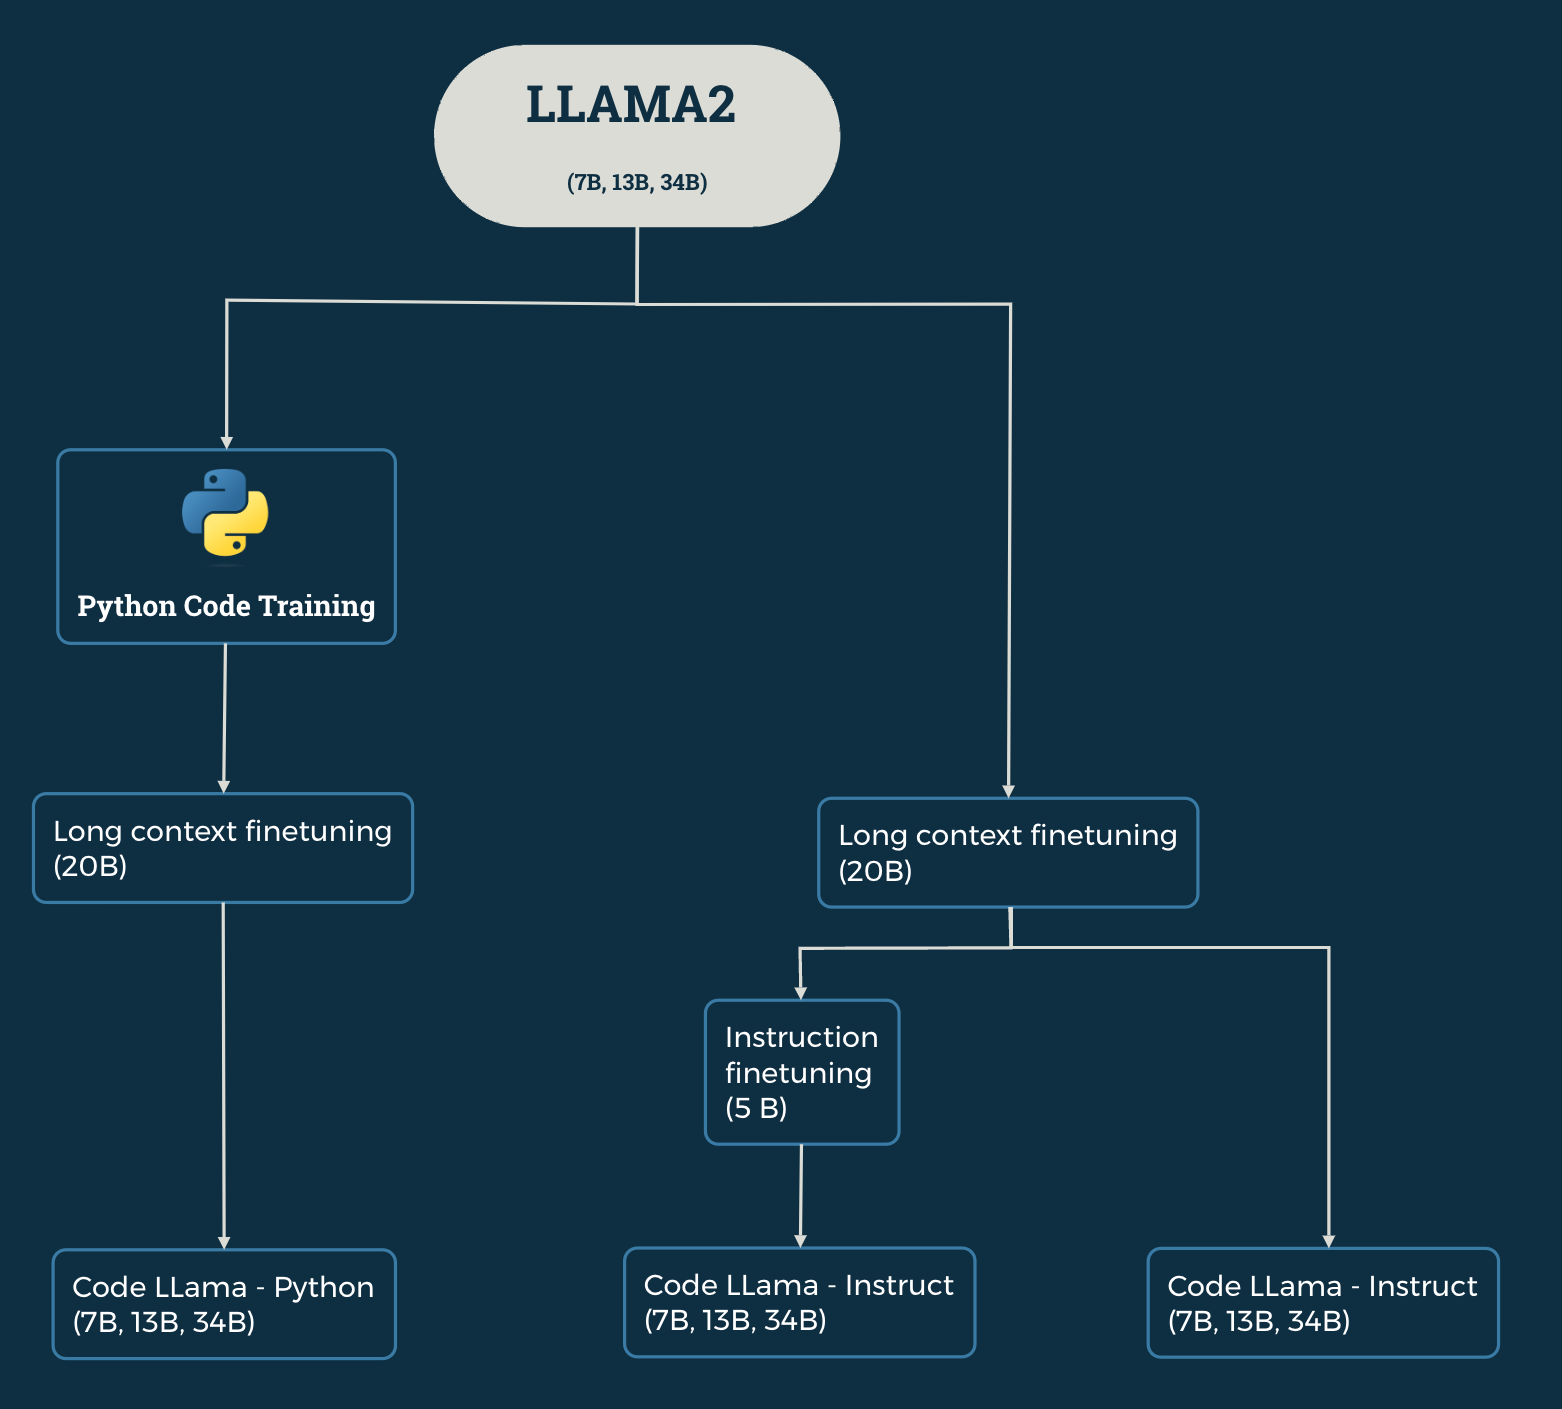 LLAMA2
(7B, 13B, 34B)
Python Code Training
Long context finetuning
(20B)
Long context finetuning
(20B)
Instruction
finetuning
(5 B)
Code LLama - Python
(7B, 13B, 34B)
Code LLama - Instruct
(7B, 13B, 34B)
Code LLama - Instruct
(7B, 13B, 34B)